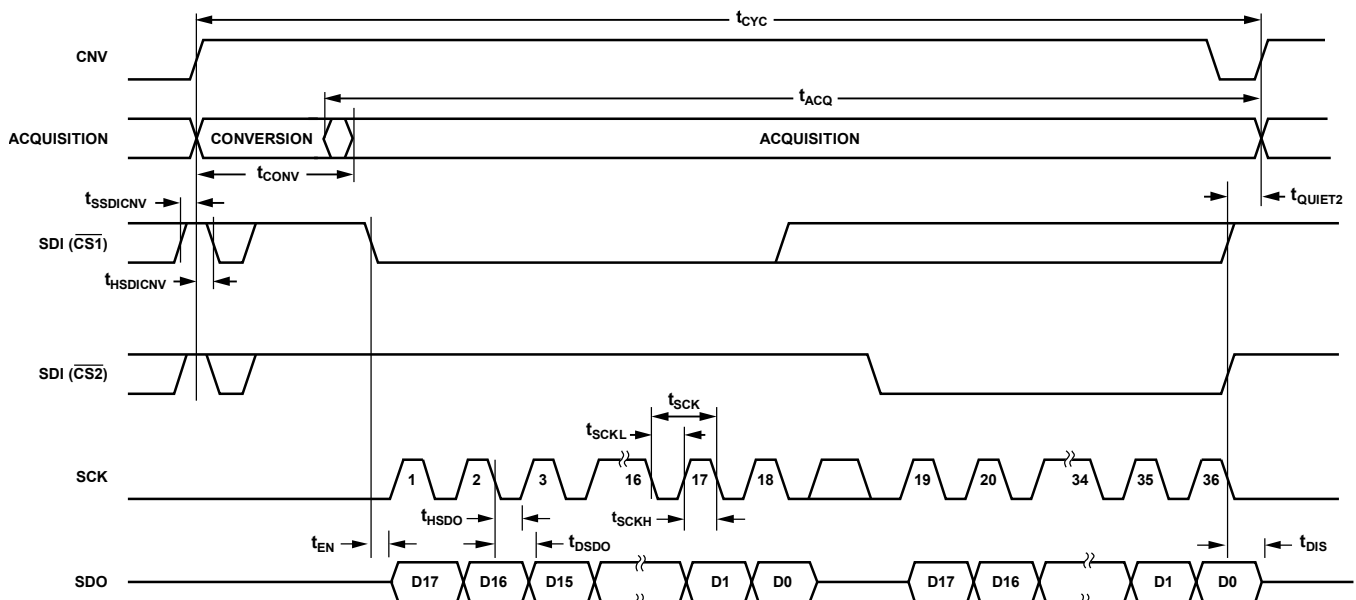 tCYC
CNV
tACQ
ACQUISITION CONVERSION ACQUISITION
tCONV
tSSDICNV tQUIET2
SDI (CS1)
tHSDICNV
SDI (CS2)
tSCK
tSCKL
SCK 1 2 3 16 17 18 19 20 34 35 36
tHSDO tSCKH
tEN tDSDO tDIS
SDO D17 D16 D15 D1 D0 D17 D16 D1 D0